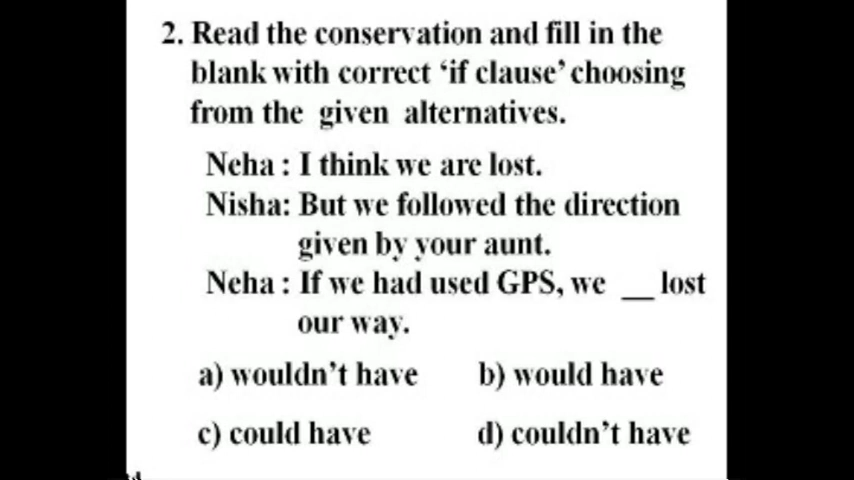 2. Read the conservation and fill in the
blank with correct ‘if clause’ choosing
from the given alternatives.
Neha : I think we are lost.
Nisha: But we followed the direction
given by your aunt.
Neha : If we had used GPS, we __ lost
our way.
a) wouldn’t have b) would have
c) could have d) couldn’t have